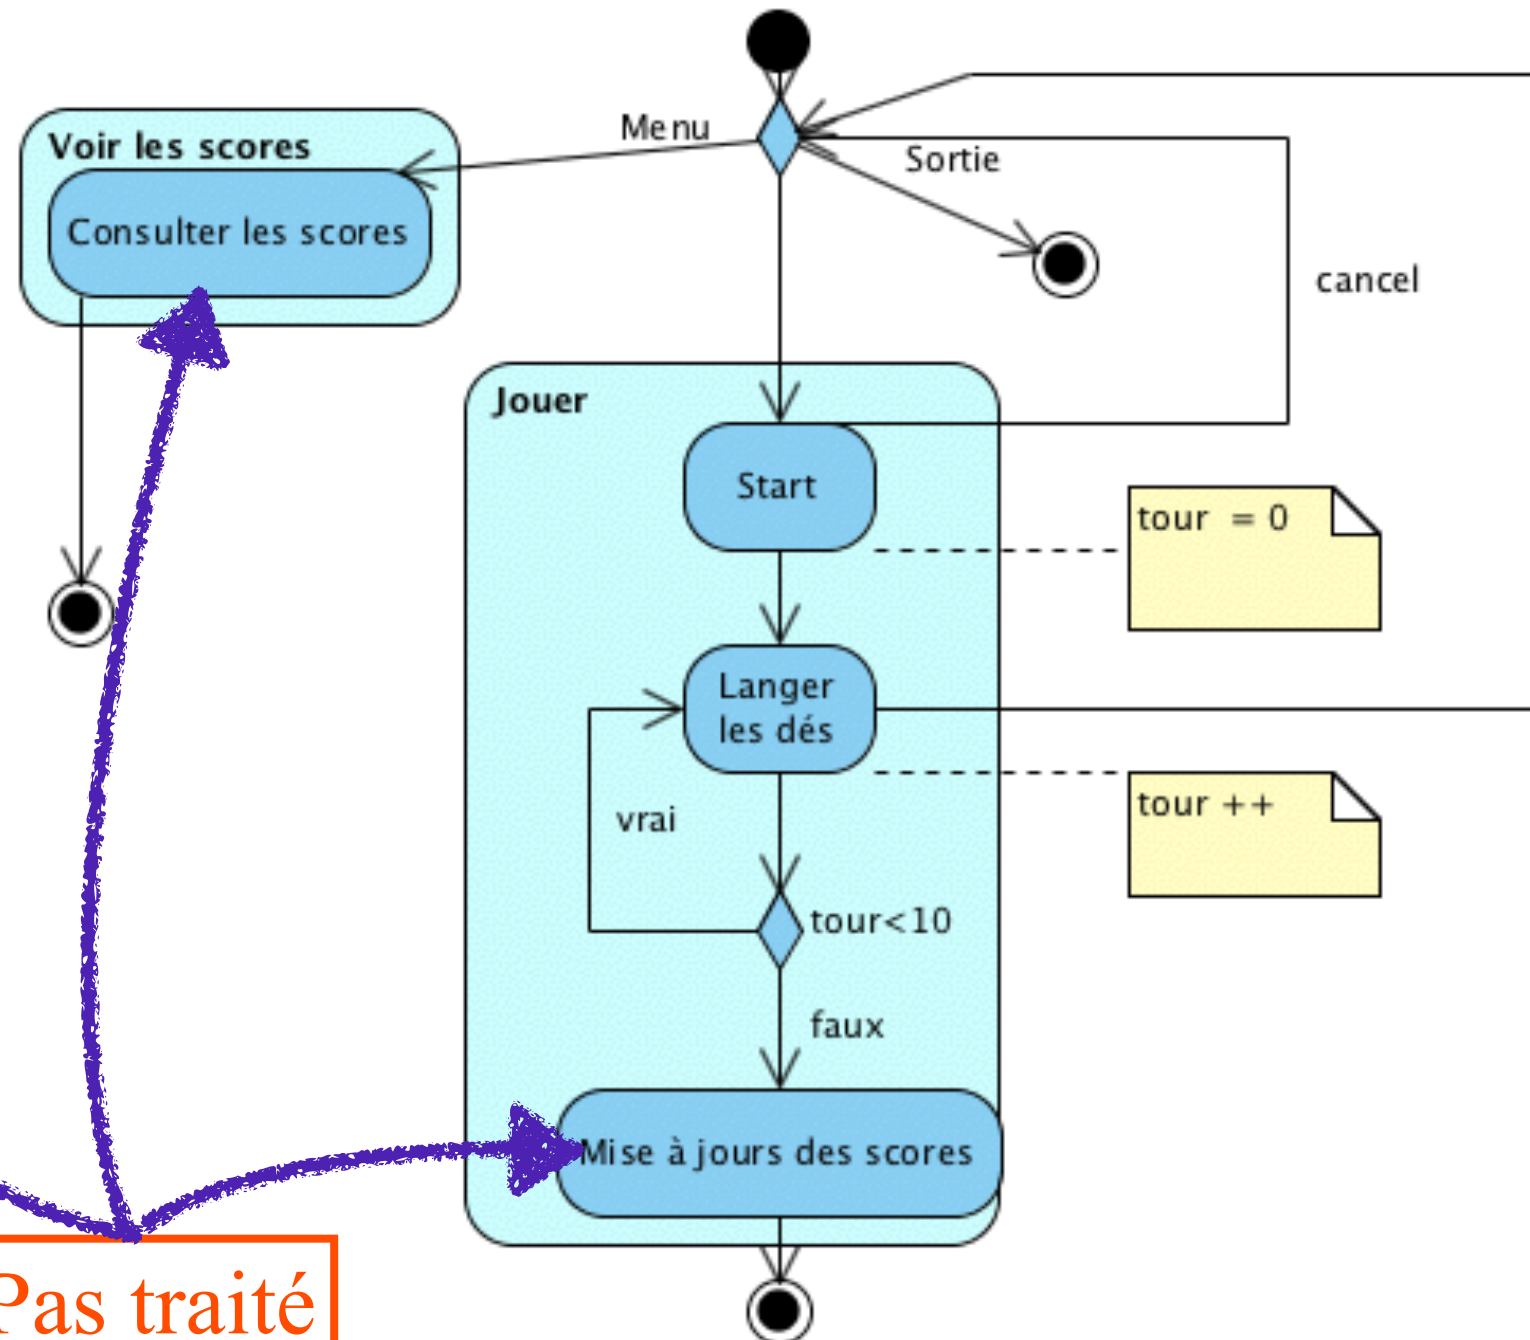 Menu
Voir les scores
Sortie
Consulter les scores
cancel
Jouer
Start
tour = 0
Langer
les dés
tour ++
vrai
tour<10
faux
Mise à jours des scores
Pas traité